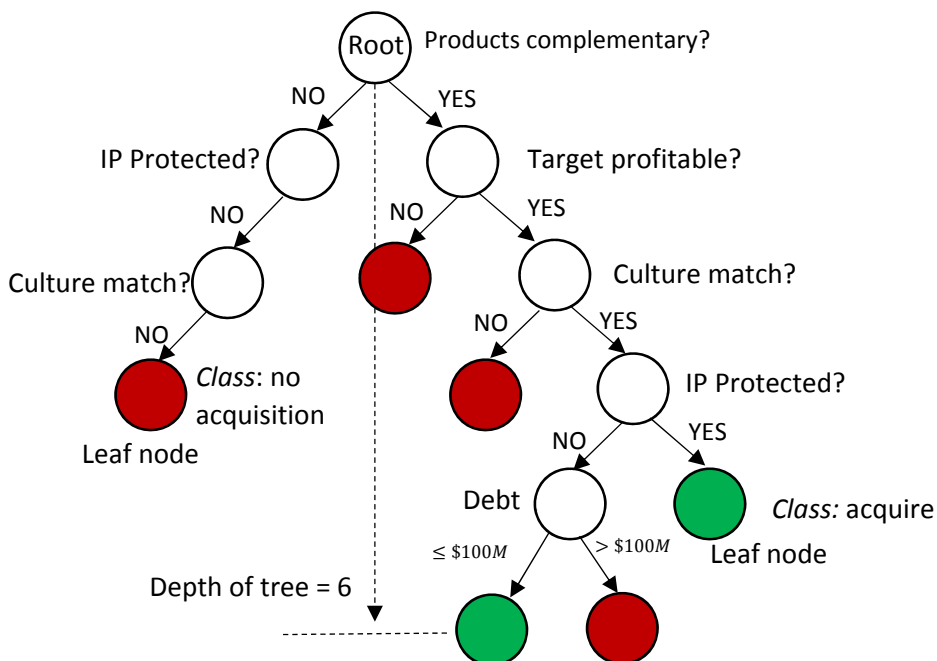 Root
Products complementary?
NO
YES
IP Protected?
Target profitable?
NO
NO
YES
Culture match?
Culture match?
NO
NO
YES
Class: no
acquisition
IP Protected?
Leaf node
NO
YES
Debt
Class: acquire
≤ $100M
> $100M
Leaf node
Depth of tree = 6